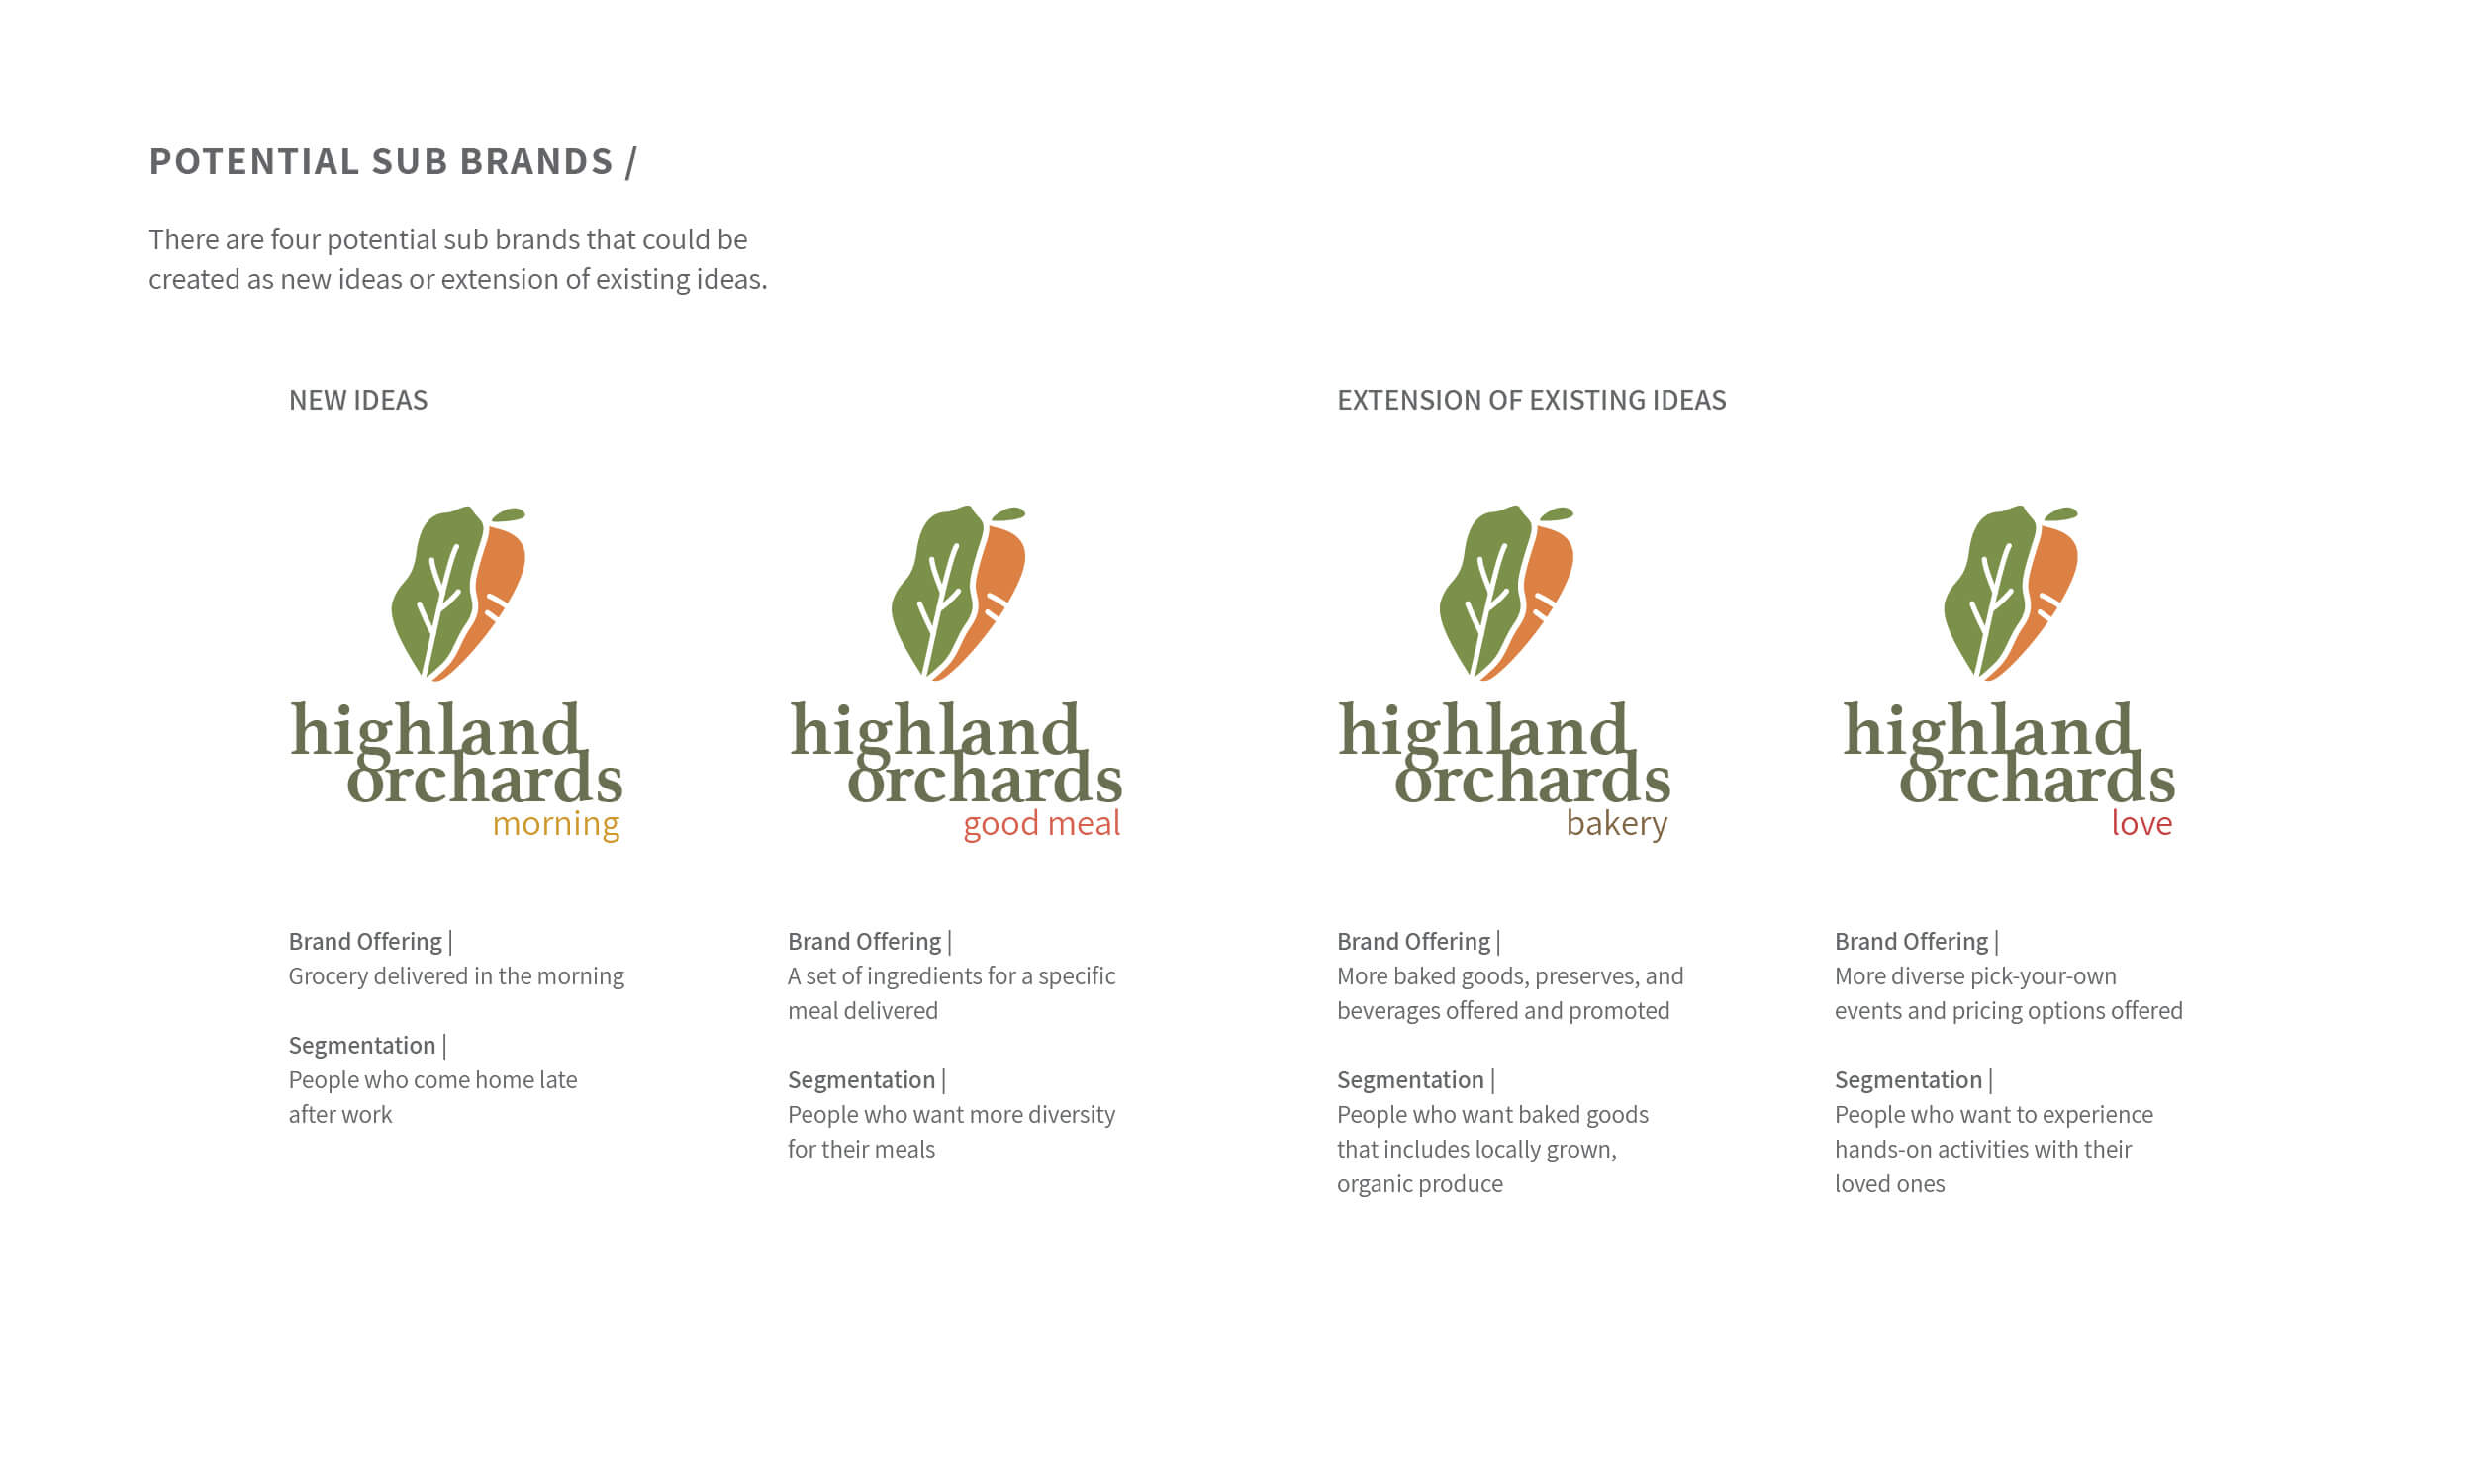 POTENTIAL SUB BRANDS /
There are four potential sub brands that could be
created as new ideas or extension of existing ideas.
NEW IDEAS
highland
orchards
morning
Brand Offering |
Grocery delivered in the morning
Segmentation |
People who come home late
after work
highland
orchards
good meal
Brand Offering |
A set of ingredients for a specific
meal delivered
Segmentation |
People who want more diversity
for their meals
EXTENSION OF EXISTING IDEAS
highland
orchards
bakery
Brand Offering |
More baked goods, preserves, and
beverages offered and promoted
Segmentation |
People who want baked goods
that includes locally grown,
organic produce
highland
orchards
love
Brand Offering |
More diverse pick-your-own
events and pricing options offered
Segmentation |
People who want to experience
hands-on activities with their
loved ones